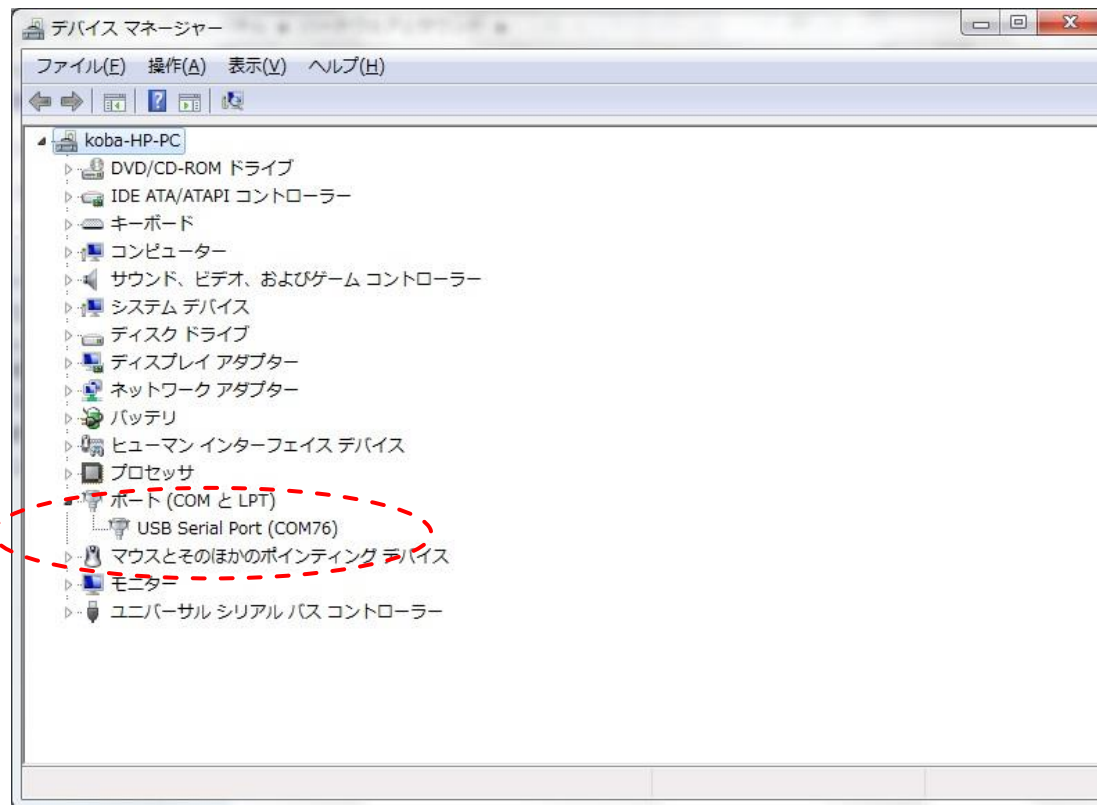 デバイス マネージャー
ファイル(F) 操作(A) 表示(V) ヘルプ(H)
koba-HP-PC
DVD/CD-ROM ドライブ
IDE ATA/ATAPI コントローラー
キーボード
コンピューター
サウンド、ビデオ、およびゲーム コントローラー
システム デバイス
ディスク ドライブ
ディスプレイ アダプター
ネットワーク アダプター
バッテリ
ヒューマン インターフェイス デバイス
プロセッサ
ポート (COM と LPT)
USB Serial Port (COM76)
マウスとそのほかのポインティング デバイス
モニター
ユニバーサル シリアル バス コントローラー